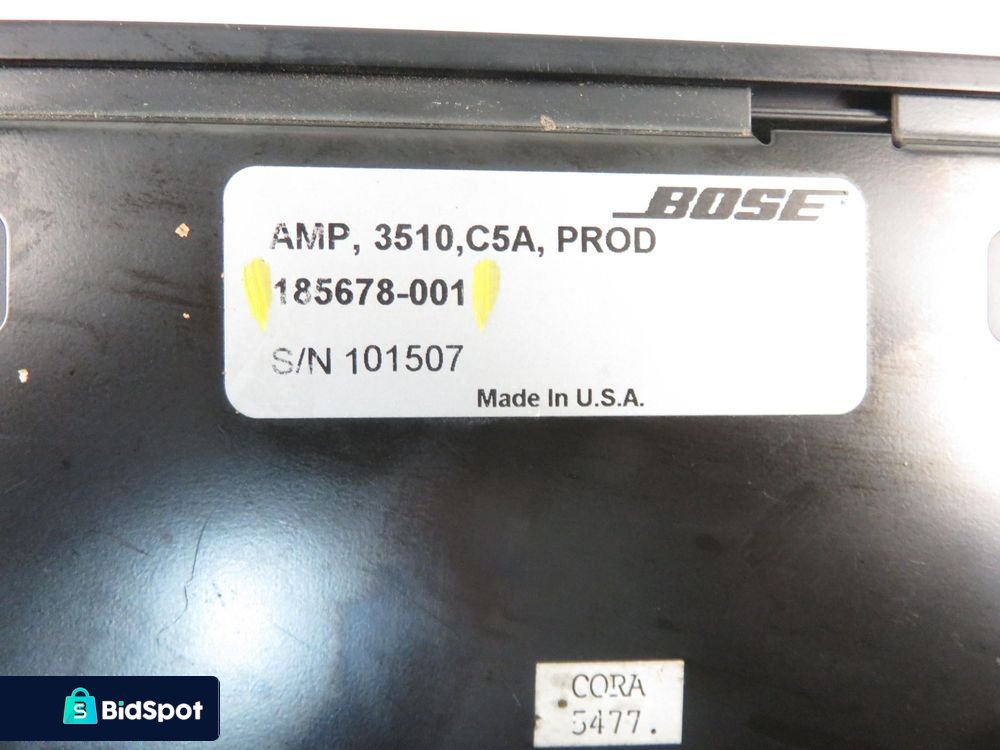 BOSE
AMP, 3510,C5A, PROD
185678-001
S/N 101507
Made In U.S.A.
CORA
5477.
S BidSpot